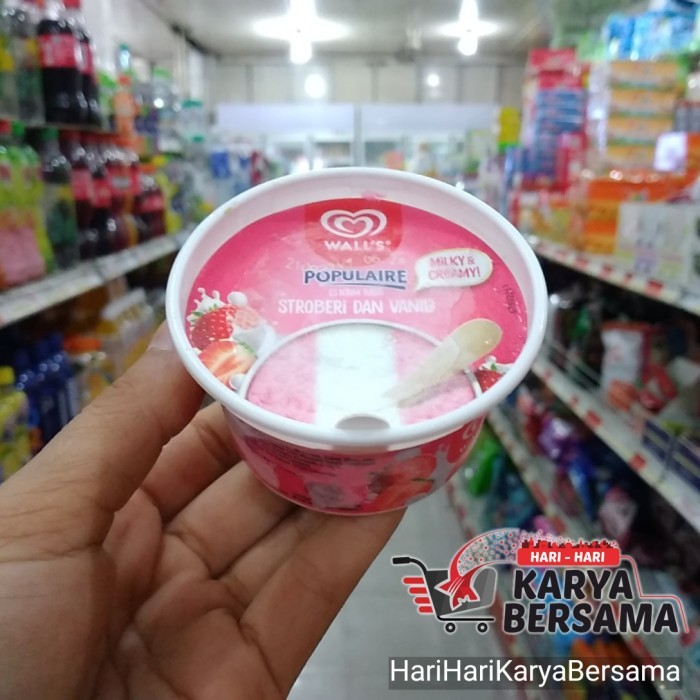 WALL'S
POPULAIRE
MILKY & CREAMY!
STROBERI DAN VANILI
HARI - HARI
KARYA
BERSAMA
HariHariKaryaBersama